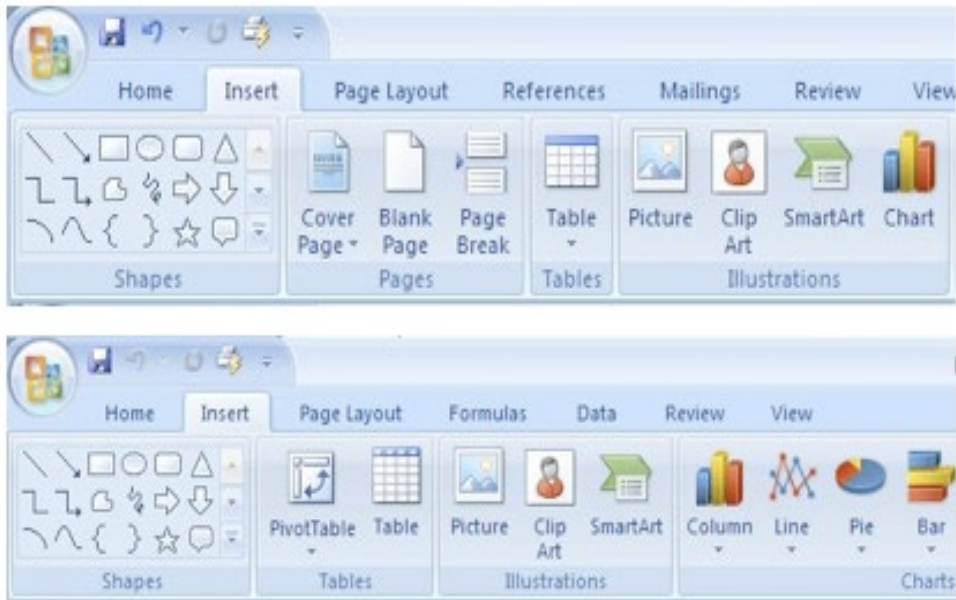 Home Insert Page Layout References Mailings Review View
Cover Blank Page Table Picture Clip SmartArt Chart
Page Page Break Art
Shapes Pages Tables Illustrations
Home Insert Page Layout Formulas Data Review View
PivotTable Table Picture Clip SmartArt Column Line Pie Bar
Art
Shapes Tables Illustrations Charts